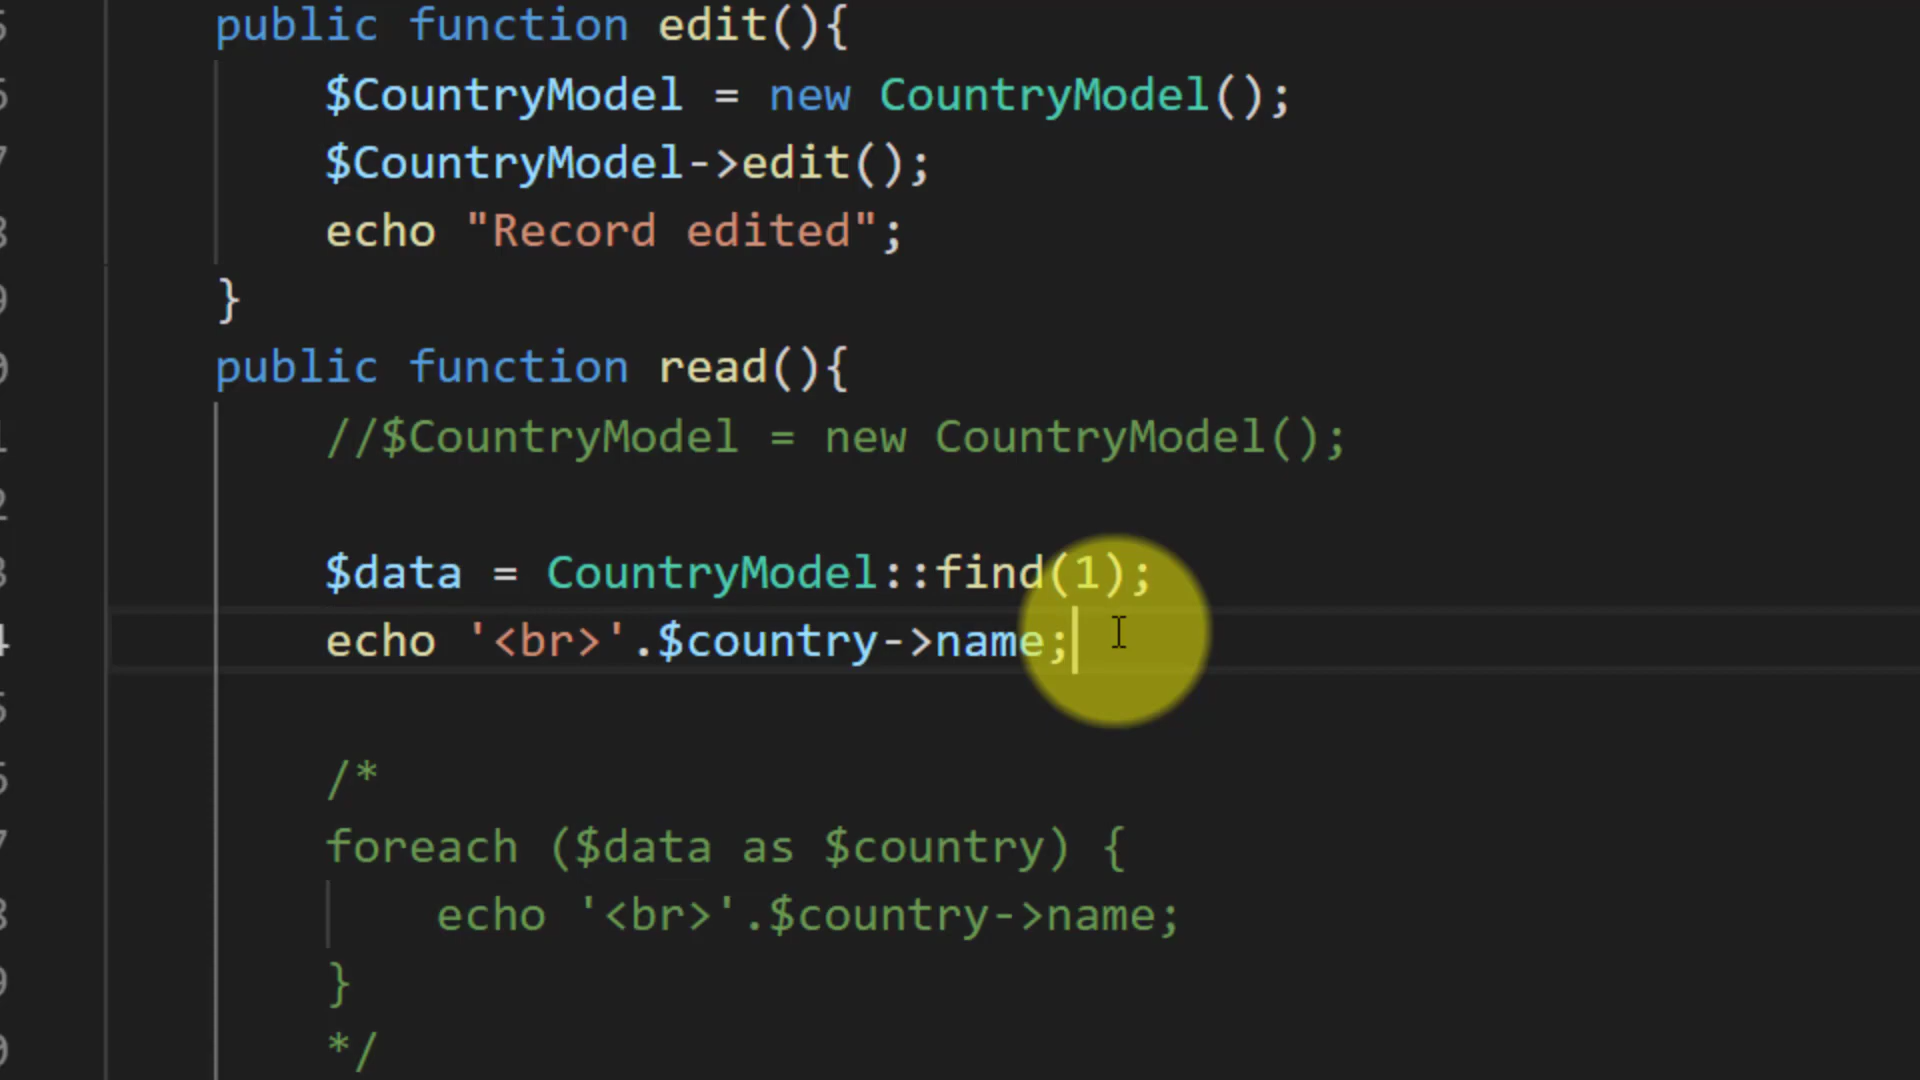 public function edit(){
$CountryModel = new CountryModel();
$CountryModel->edit();
echo "Record edited";
}
public function read(){
//$CountryModel = new CountryModel();
$data = CountryModel::find(1);
echo '<br>'.$country->name;
/*
foreach ($data as $country) {
echo '<br>'.$country->name;
}
*/